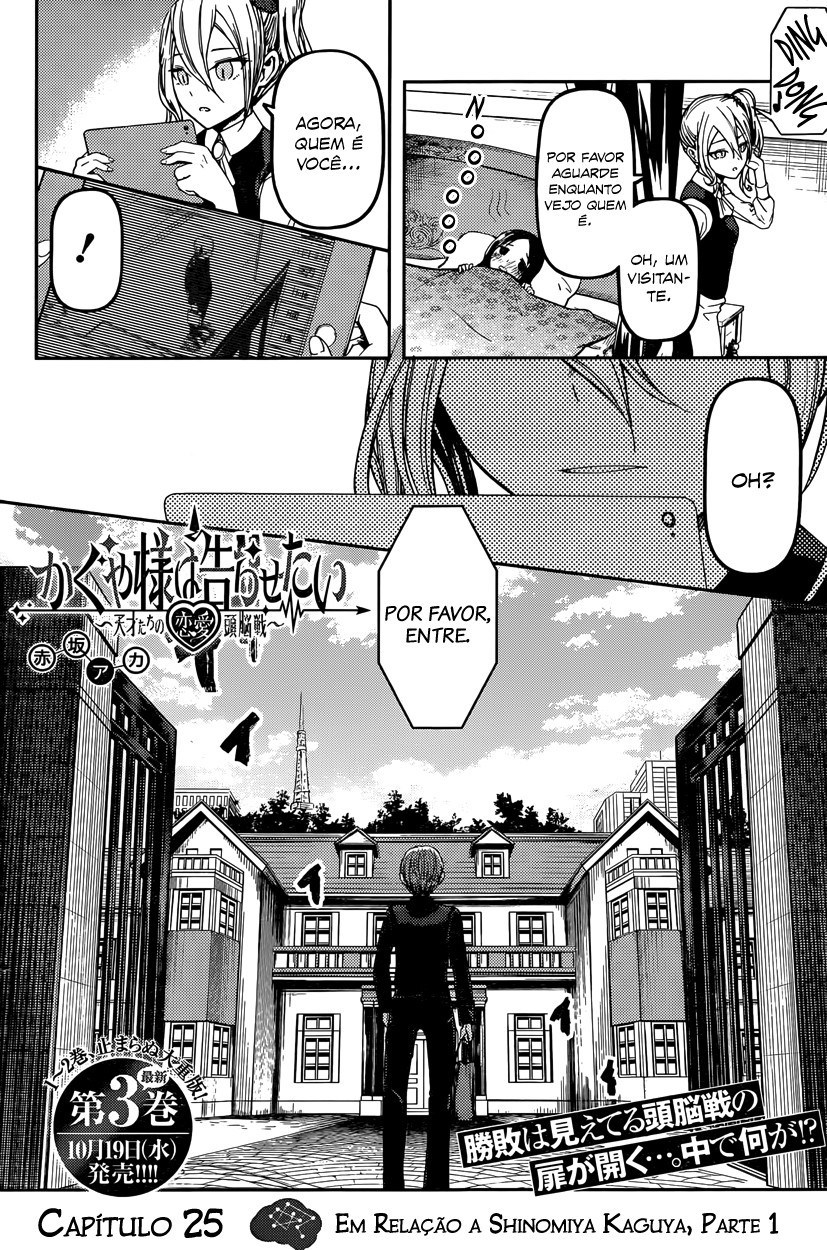 DING
DONG
OH, UM
VISITAN-
TE.
POR FAVOR
AGUARDE
ENQUANTO
VEJO QUEM
É.
N
AGORA,
QUEM É
VOCÊ...
!
OH?
POR FAVOR,
ENTRE.
かぐや様は告らせたい
～天才たちの恋愛頭脳戦～
赤坂アカ
1~2巻、止まらぬ大重版!
最新
第3巻
10月19日(水)
発売!!!!
勝敗は見えてる頭脳戦の
扉が開く…。中で何が!?
CAPÍTULO 25
EM RELAÇÃO A SHINOMIYA KAGUYA, PARTE 1